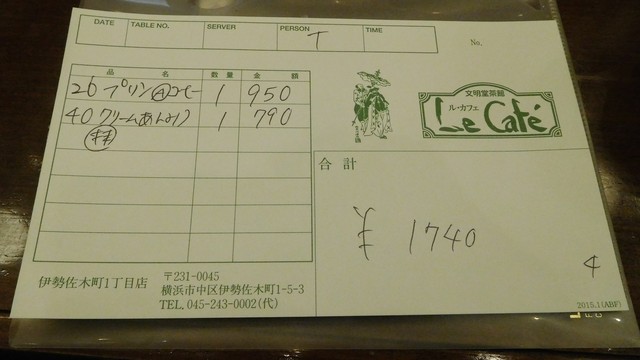 DATE TABLE NO. SERVER PERSON TIME
T
No.
品 名 数量 金 額
26 プリンⒶコーヒー 1 950
40 クリームあんみつ 1 790
文明堂茶館
ル・カフェ
Le Café
合 計
¥ 1740
4
伊勢佐木町1丁目店
〒231-0045
横浜市中区伊勢佐木町1-5-3
TEL.045-243-0002(代)
2015.1(ABF)